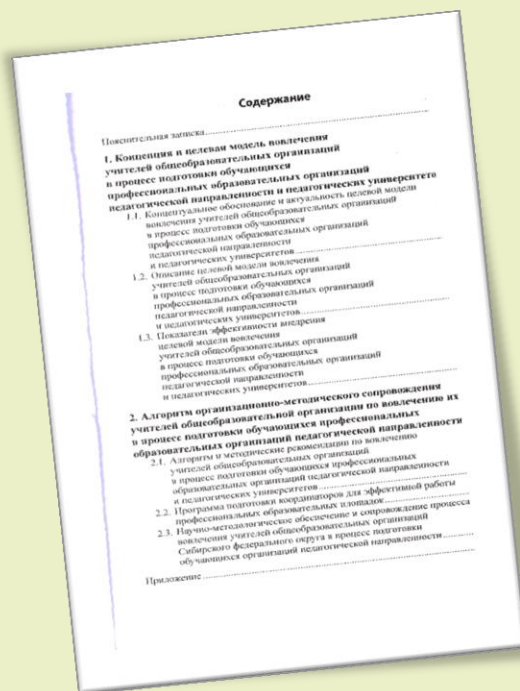 Содержание
Пояснительная записка
1. Концепция и целевая модель вовлечения
учителей общеобразовательных организаций
в процесс подготовки обучающихся
профессиональных образовательных организаций
педагогической направленности и педагогических университето
1.1. Концептуальное обоснование и актуальность целевой модели
вовлечения учителей общеобразовательных организаций
в процесс подготовки обучающихся
профессиональных образовательных организаций
педагогической направленности
и педагогических университетов
1.2. Описание целевой модели вовлечения
учителей общеобразовательных организаций
в процесс подготовки обучающихся
профессиональных образовательных организаций
педагогической направленности
и педагогических университетов
1.3. Показатели эффективности внедрения
целевой модели вовлечения
учителей общеобразовательных организаций
в процесс подготовки обучающихся
профессиональных образовательных организаций
педагогической направленности
и педагогических университетов
2. Алгоритм организационно-методического сопровождения
учителей общеобразовательной организации по вовлечению их
в процесс подготовки обучающихся профессиональных
образовательных организаций педагогической направленности
2.1. Алгоритм и методические рекомендации по вовлечению
учителей общеобразовательных организаций
в процесс подготовки обучающихся профессиональных
образовательных организаций педагогической направленности
и педагогических университетов
2.2. Программа подготовки координаторов для эффективной работы
профессиональных образовательных площадок
2.3. Научно-методологическое обеспечение и сопровождение процесса
вовлечения учителей общеобразовательных организаций
Сибирского федерального округа в процесс подготовки
обучающихся организаций педагогической направленности
Приложение